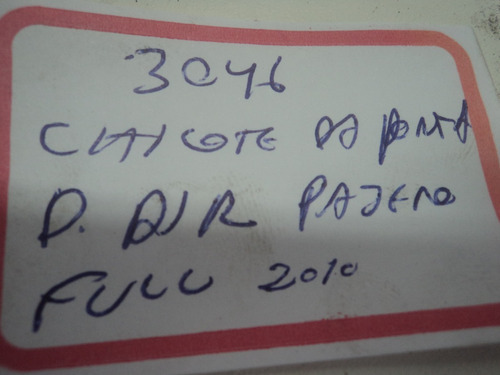 3046
CHICOTE DA PORTA
D. DIR PAJERO
FULL 2010